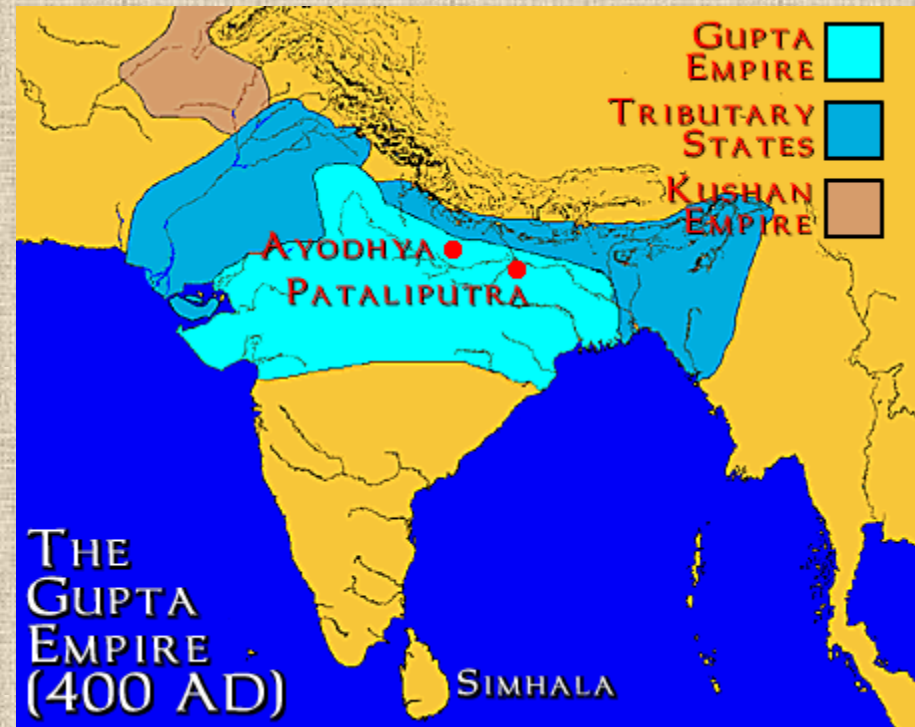 GUPTA
EMPIRE
TRIBUTARY
STATES
KUSHAN
EMPIRE
AYODHYA
PATALIPUTRA
THE
GUPTA
EMPIRE
(400 AD)
SIMHALA